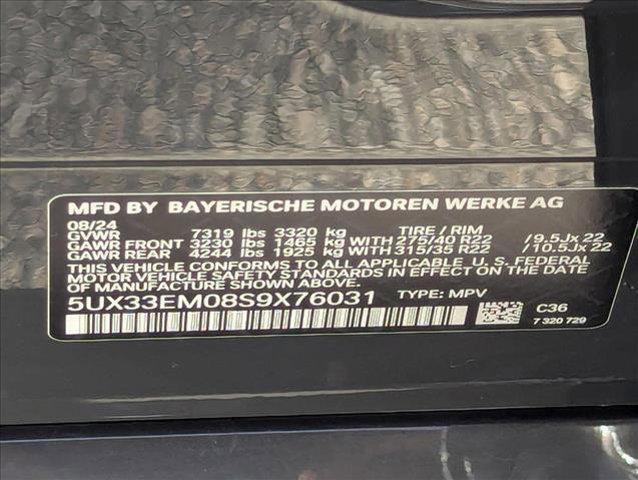 MFD BY BAYERISCHE MOTOREN WERKE AG
08/24
GVWR 7319 lbs 3320 kg TIRE / RIM
GAWR FRONT 3230 lbs 1465 kg WITH 275/40 R22 /9.5Jx22
GAWR REAR 4244 lbs 1925 kg WITH 315/35 R22 /10.5Jx22
THIS VEHICLE CONFORMS TO ALL APPLICABLE U. S. FEDERAL
MOTOR VEHICLE SAFETY STANDARDS IN EFFECT ON THE DATE
OF MANUFACTURE SHOWN ABOVE.
5UX33EM08S9X76031 TYPE: MPV
C36
7 320 729